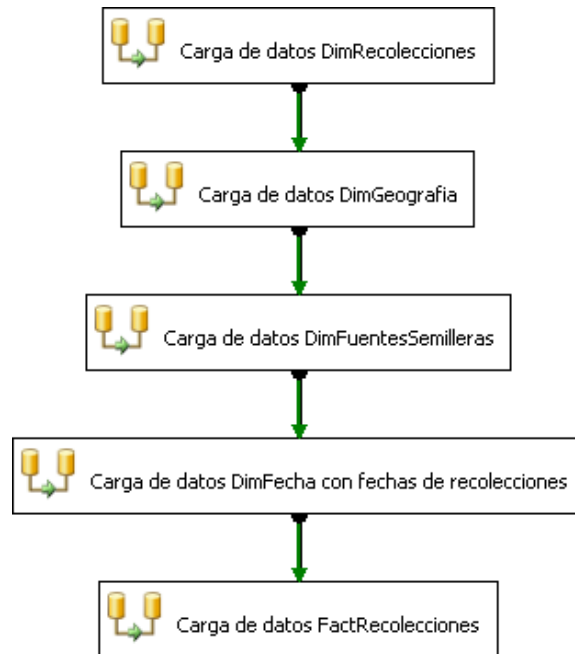 Carga de datos DimRecolecciones
Carga de datos DimGeografia
Carga de datos DimFuentesSemilleras
Carga de datos DimFecha con fechas de recolecciones
Carga de datos FactRecolecciones